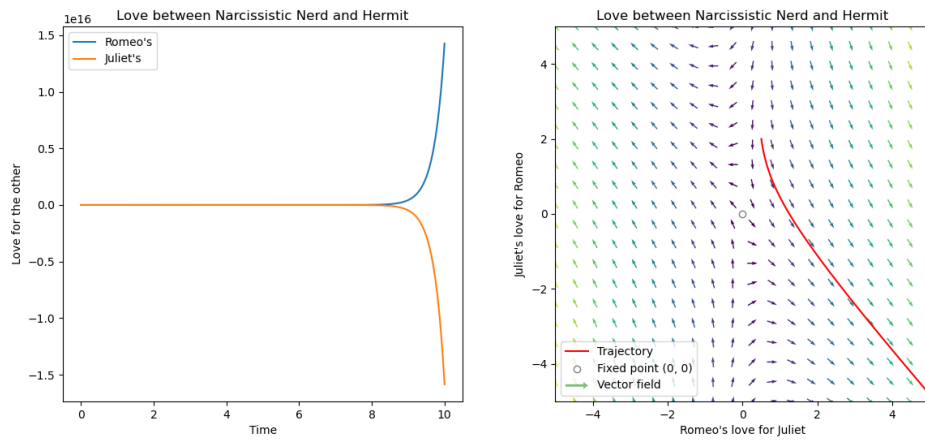 Love between Narcissistic Nerd and Hermit
1e16
Romeo's
Juliet's
1.5
1.0
0.5
0.0
−0.5
−1.0
−1.5
0 2 4 6 8 10
Time
Love for the other
Love between Narcissistic Nerd and Hermit
4
2
0
−2
−4
Trajectory
Fixed point (0, 0)
Vector field
−4 −2 0 2 4
Romeo's love for Juliet
Juliet's love for Romeo